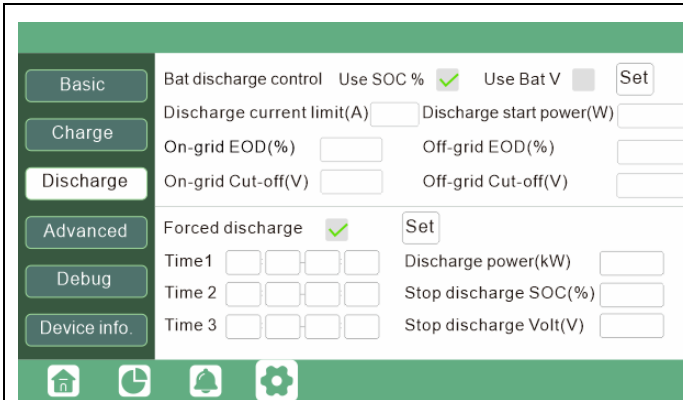 Basic
Charge
Discharge
Advanced
Debug
Device info.
Bat discharge control Use SOC % Use Bat V Set
Discharge current limit(A) Discharge start power(W)
On-grid EOD(%) Off-grid EOD(%)
On-grid Cut-off(V) Off-grid Cut-off(V)
Forced discharge Set
Time1 Discharge power(kW)
Time 2 Stop discharge SOC(%)
Time 3 Stop discharge Volt(V)